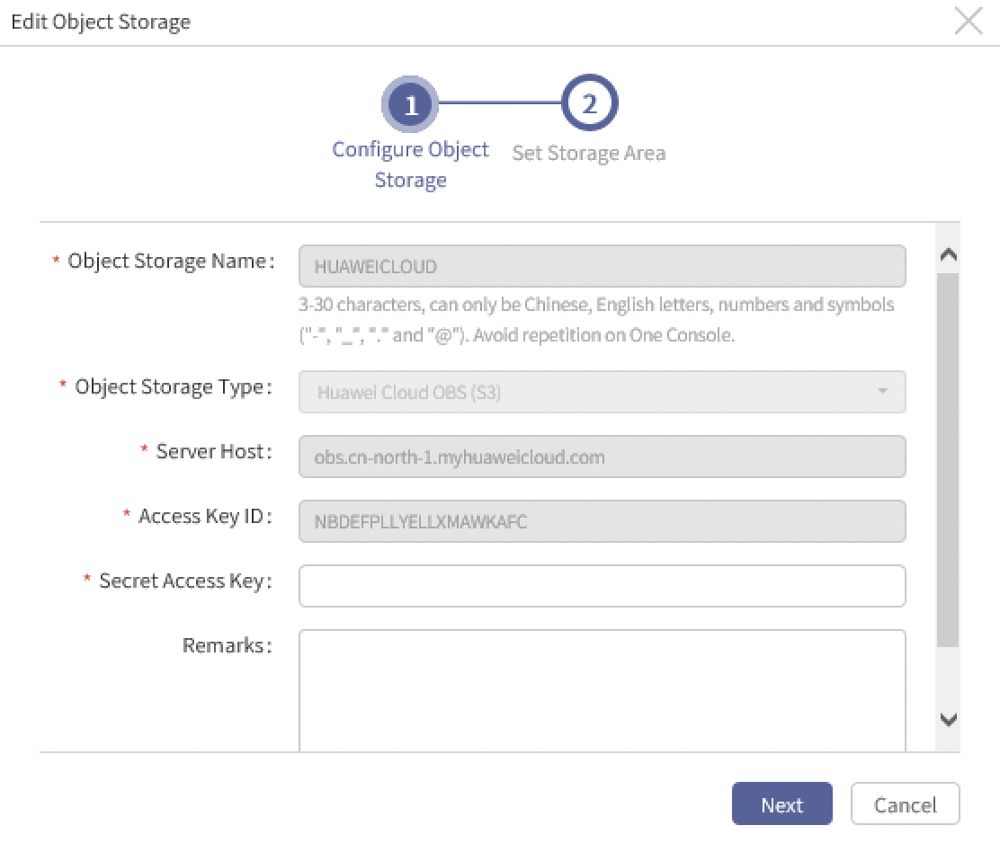 Edit Object Storage
1
2
Configure Object
Storage
Set Storage Area
* Object Storage Name:
HUAWEICLOUD
3-30 characters, can only be Chinese, English letters, numbers and symbols
("-", "_", "." and "@"). Avoid repetition on One Console.
* Object Storage Type:
Huawei Cloud OBS (S3)
* Server Host:
obs.cn-north-1.myhuaweicloud.com
* Access Key ID:
NBDEFPLLYELLXMAWKAFC
* Secret Access Key:
Remarks:
Next
Cancel